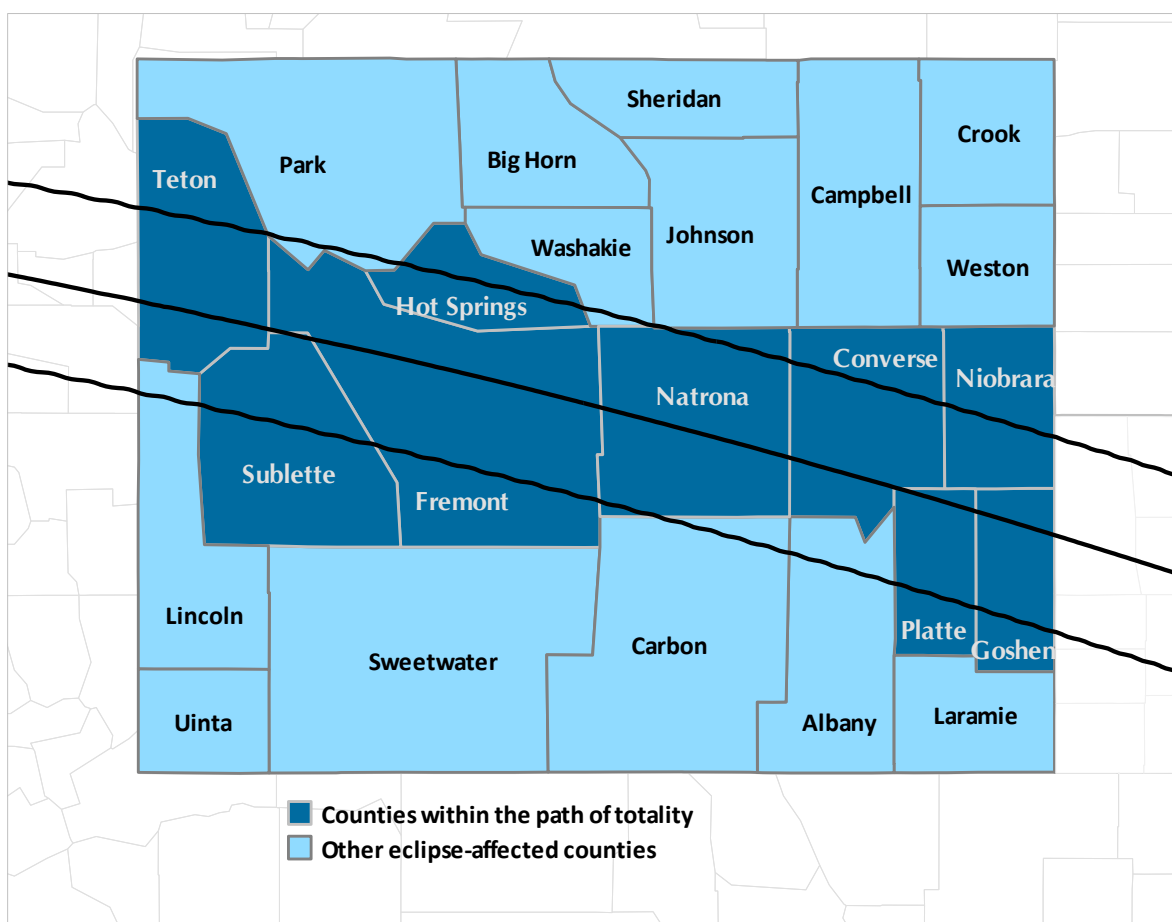 Sheridan
Crook
Park
Big Horn
Teton
Campbell
Johnson
Washakie
Weston
Hot Springs
Converse
Niobrara
Natrona
Sublette
Fremont
Lincoln
Platte
Carbon
Goshen
Sweetwater
Uinta
Albany
Laramie
Counties within the path of totality
Other eclipse-affected counties